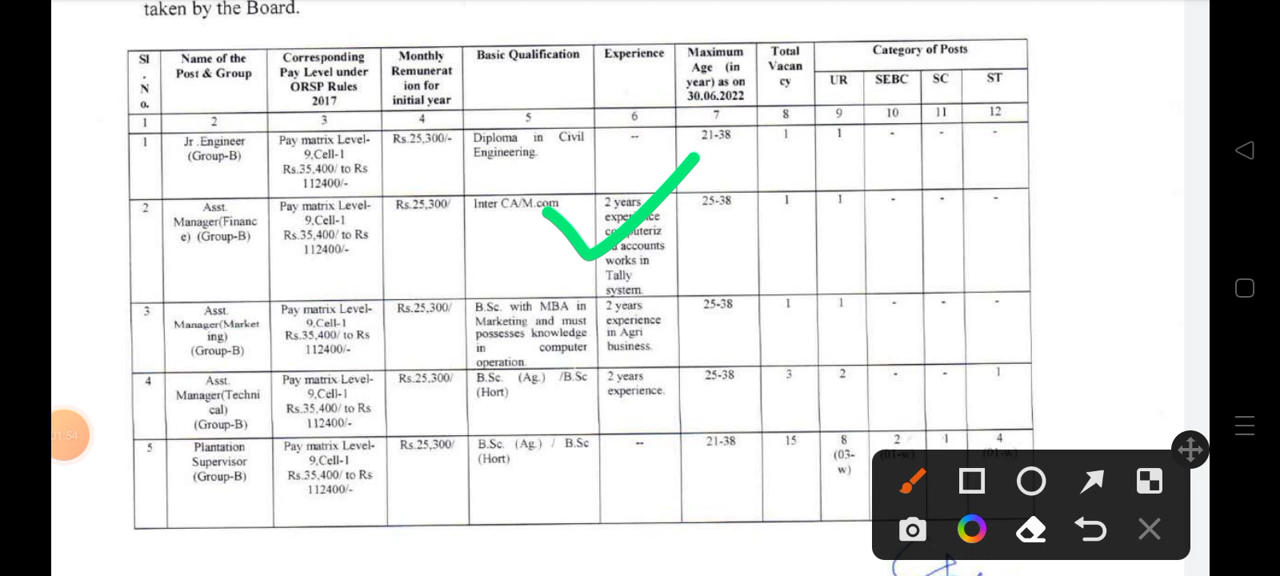 taken by the Board.
Sl . N o. | Name of the Post & Group | Corresponding Pay Level under ORSP Rules 2017 | Monthly Remunerat ion for initial year | Basic Qualification | Experience | Maximum Age (in year) as on 30.06.2022 | Total Vacan cy | Category of Posts
UR | SEBC | SC | ST
1 | 2 | 3 | 4 | 5 | 6 | 7 | 8 | 9 | 10 | 11 | 12
1 | Jr .Engineer (Group-B) | Pay matrix Level-9,Cell-1 Rs.35,400/ to Rs 112400/- | Rs.25,300/- | Diploma in Civil Engineering. | -- | 21-38 | 1 | 1 | - | - | -
2 | Asst. Manager(Financ e) (Group-B) | Pay matrix Level-9,Cell-1 Rs.35,400/ to Rs 112400/- | Rs.25,300/ | Inter CA/M.com | 2 years accounts works in Tally system. | 25-38 | 1 | 1 | - | - | -
3 | Asst. Manager(Market ing) (Group-B) | Pay matrix Level-9,Cell-1 Rs.35,400/ to Rs 112400/- | Rs.25,300/ | B.Sc. with MBA in Marketing and must possesses knowledge in computer operation. | 2 years experience in Agri business. | 25-38 | 1 | 1 | - | - | -
4 | Asst. Manager(Techni cal) (Group-B) | Pay matrix Level-9,Cell-1 Rs.35,400/ to Rs 112400/- | Rs.25,300/ | B.Sc. (Ag.) /B.Sc (Hort) | 2 years experience. | 25-38 | 3 | 2 | - | - | 1
5 | Plantation Supervisor (Group-B) | Pay matrix Level-9,Cell-1 Rs.35,400/ to Rs 112400/- | Rs.25,300/ | B.Sc. (Ag.) / B.Sc (Hort) | -- | 21-38 | 15 | 8 (03-w) | 2 (01-w) | 1 | 4 (01-w)